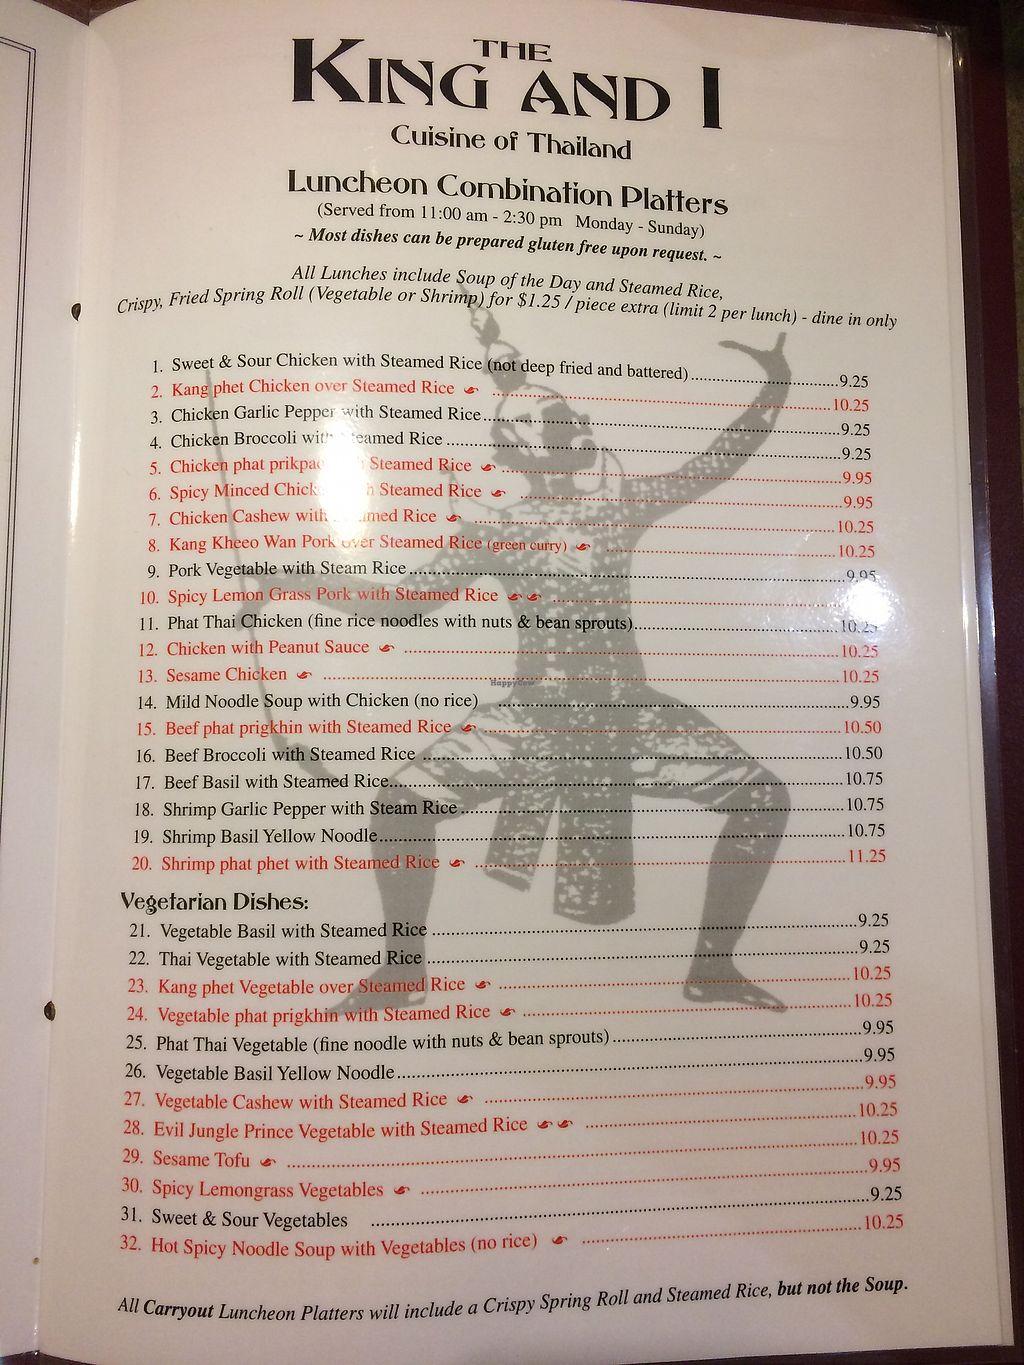 THE
KING AND I
Cuisine of Thailand
Luncheon Combination Platters
(Served from 11:00 am - 2:30 pm Monday - Sunday)
~ Most dishes can be prepared gluten free upon request. ~
All Lunches include Soup of the Day and Steamed Rice,
Crispy, Fried Spring Roll (Vegetable or Shrimp) for $1.25 / piece extra (limit 2 per lunch) - dine in only
1. Sweet & Sour Chicken with Steamed Rice (not deep fried and battered) 9.25
2. Kang phet Chicken over Steamed Rice 10.25
3. Chicken Garlic Pepper with Steamed Rice 9.25
4. Chicken Broccoli with Steamed Rice 9.25
5. Chicken phat Steamed Rice 9.95
6. Spicy Minced Steamed Rice 9.95
7. Chicken Cashew with Steamed Rice 10.25
8. Kang Kheeo Wan Pork over Steamed Rice (green curry) 10.25
9. Pork Vegetable with Steam Rice 9.95
10. Spicy Lemon Grass Pork with Steamed Rice
11. Phat Thai Chicken (fine rice noodles with nuts & bean sprouts) 10.25
12. Chicken with Peanut Sauce 10.25
13. Sesame Chicken 10.25
HappyCow
14. Mild Noodle Soup with Chicken (no rice) 9.95
15. Beef phat prigkhin with Steamed Rice 10.50
16. Beef Broccoli with Steamed Rice 10.50
17. Beef Basil with Steamed Rice 10.75
18. Shrimp Garlic Pepper with Steam Rice 10.75
19. Shrimp Basil Yellow Noodle 10.75
20. Shrimp phat phet with Steamed Rice 11.25
Vegetarian Dishes:
21. Vegetable Basil with Steamed Rice 9.25
22. Thai Vegetable with Steamed Rice 9.25
23. Kang phet Vegetable over Steamed Rice 10.25
24. Vegetable phat prigkhin with Steamed Rice 10.25
25. Phat Thai Vegetable (fine noodle with nuts & bean sprouts) 9.95
26. Vegetable Basil Yellow Noodle 9.95
27. Vegetable Cashew with Steamed Rice 9.95
28. Evil Jungle Prince Vegetable with Steamed Rice 10.25
29. Sesame Tofu 10.25
30. Spicy Lemongrass Vegetables 9.95
31. Sweet & Sour Vegetables 9.25
32. Hot Spicy Noodle Soup with Vegetables (no rice) 10.25
All Carryout Luncheon Platters will include a Crispy Spring Roll and Steamed Rice, but not the Soup.